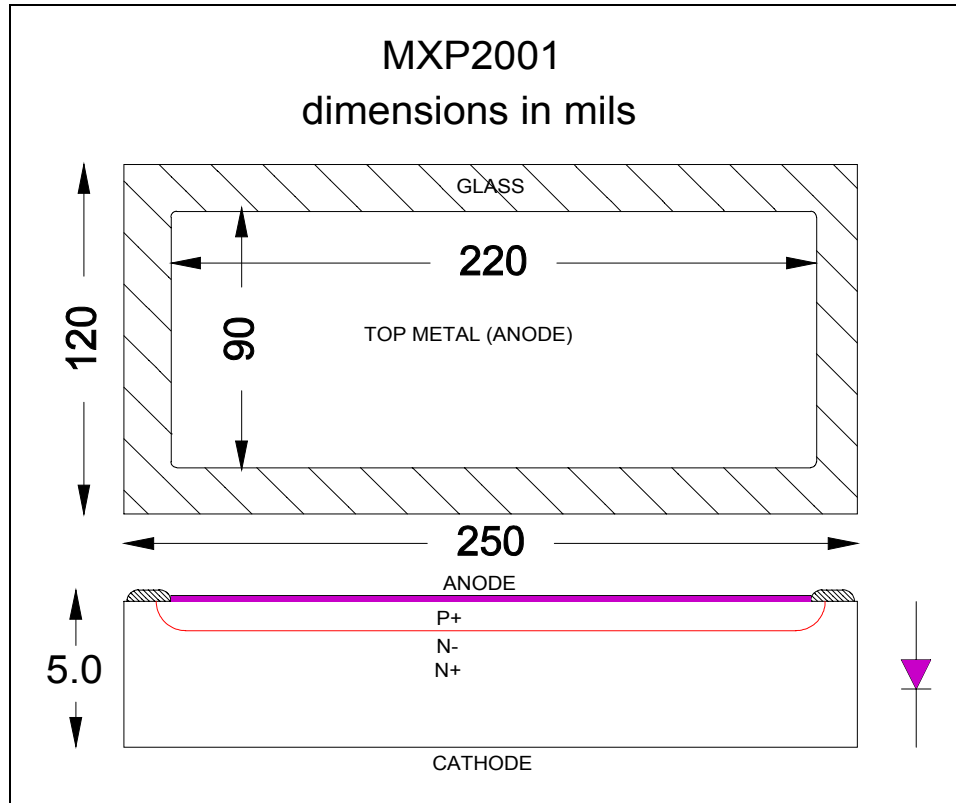 MXP2001
dimensions in mils
GLASS
220
120
90
TOP METAL (ANODE)
250
ANODE
P+
N-
N+
5.0
CATHODE